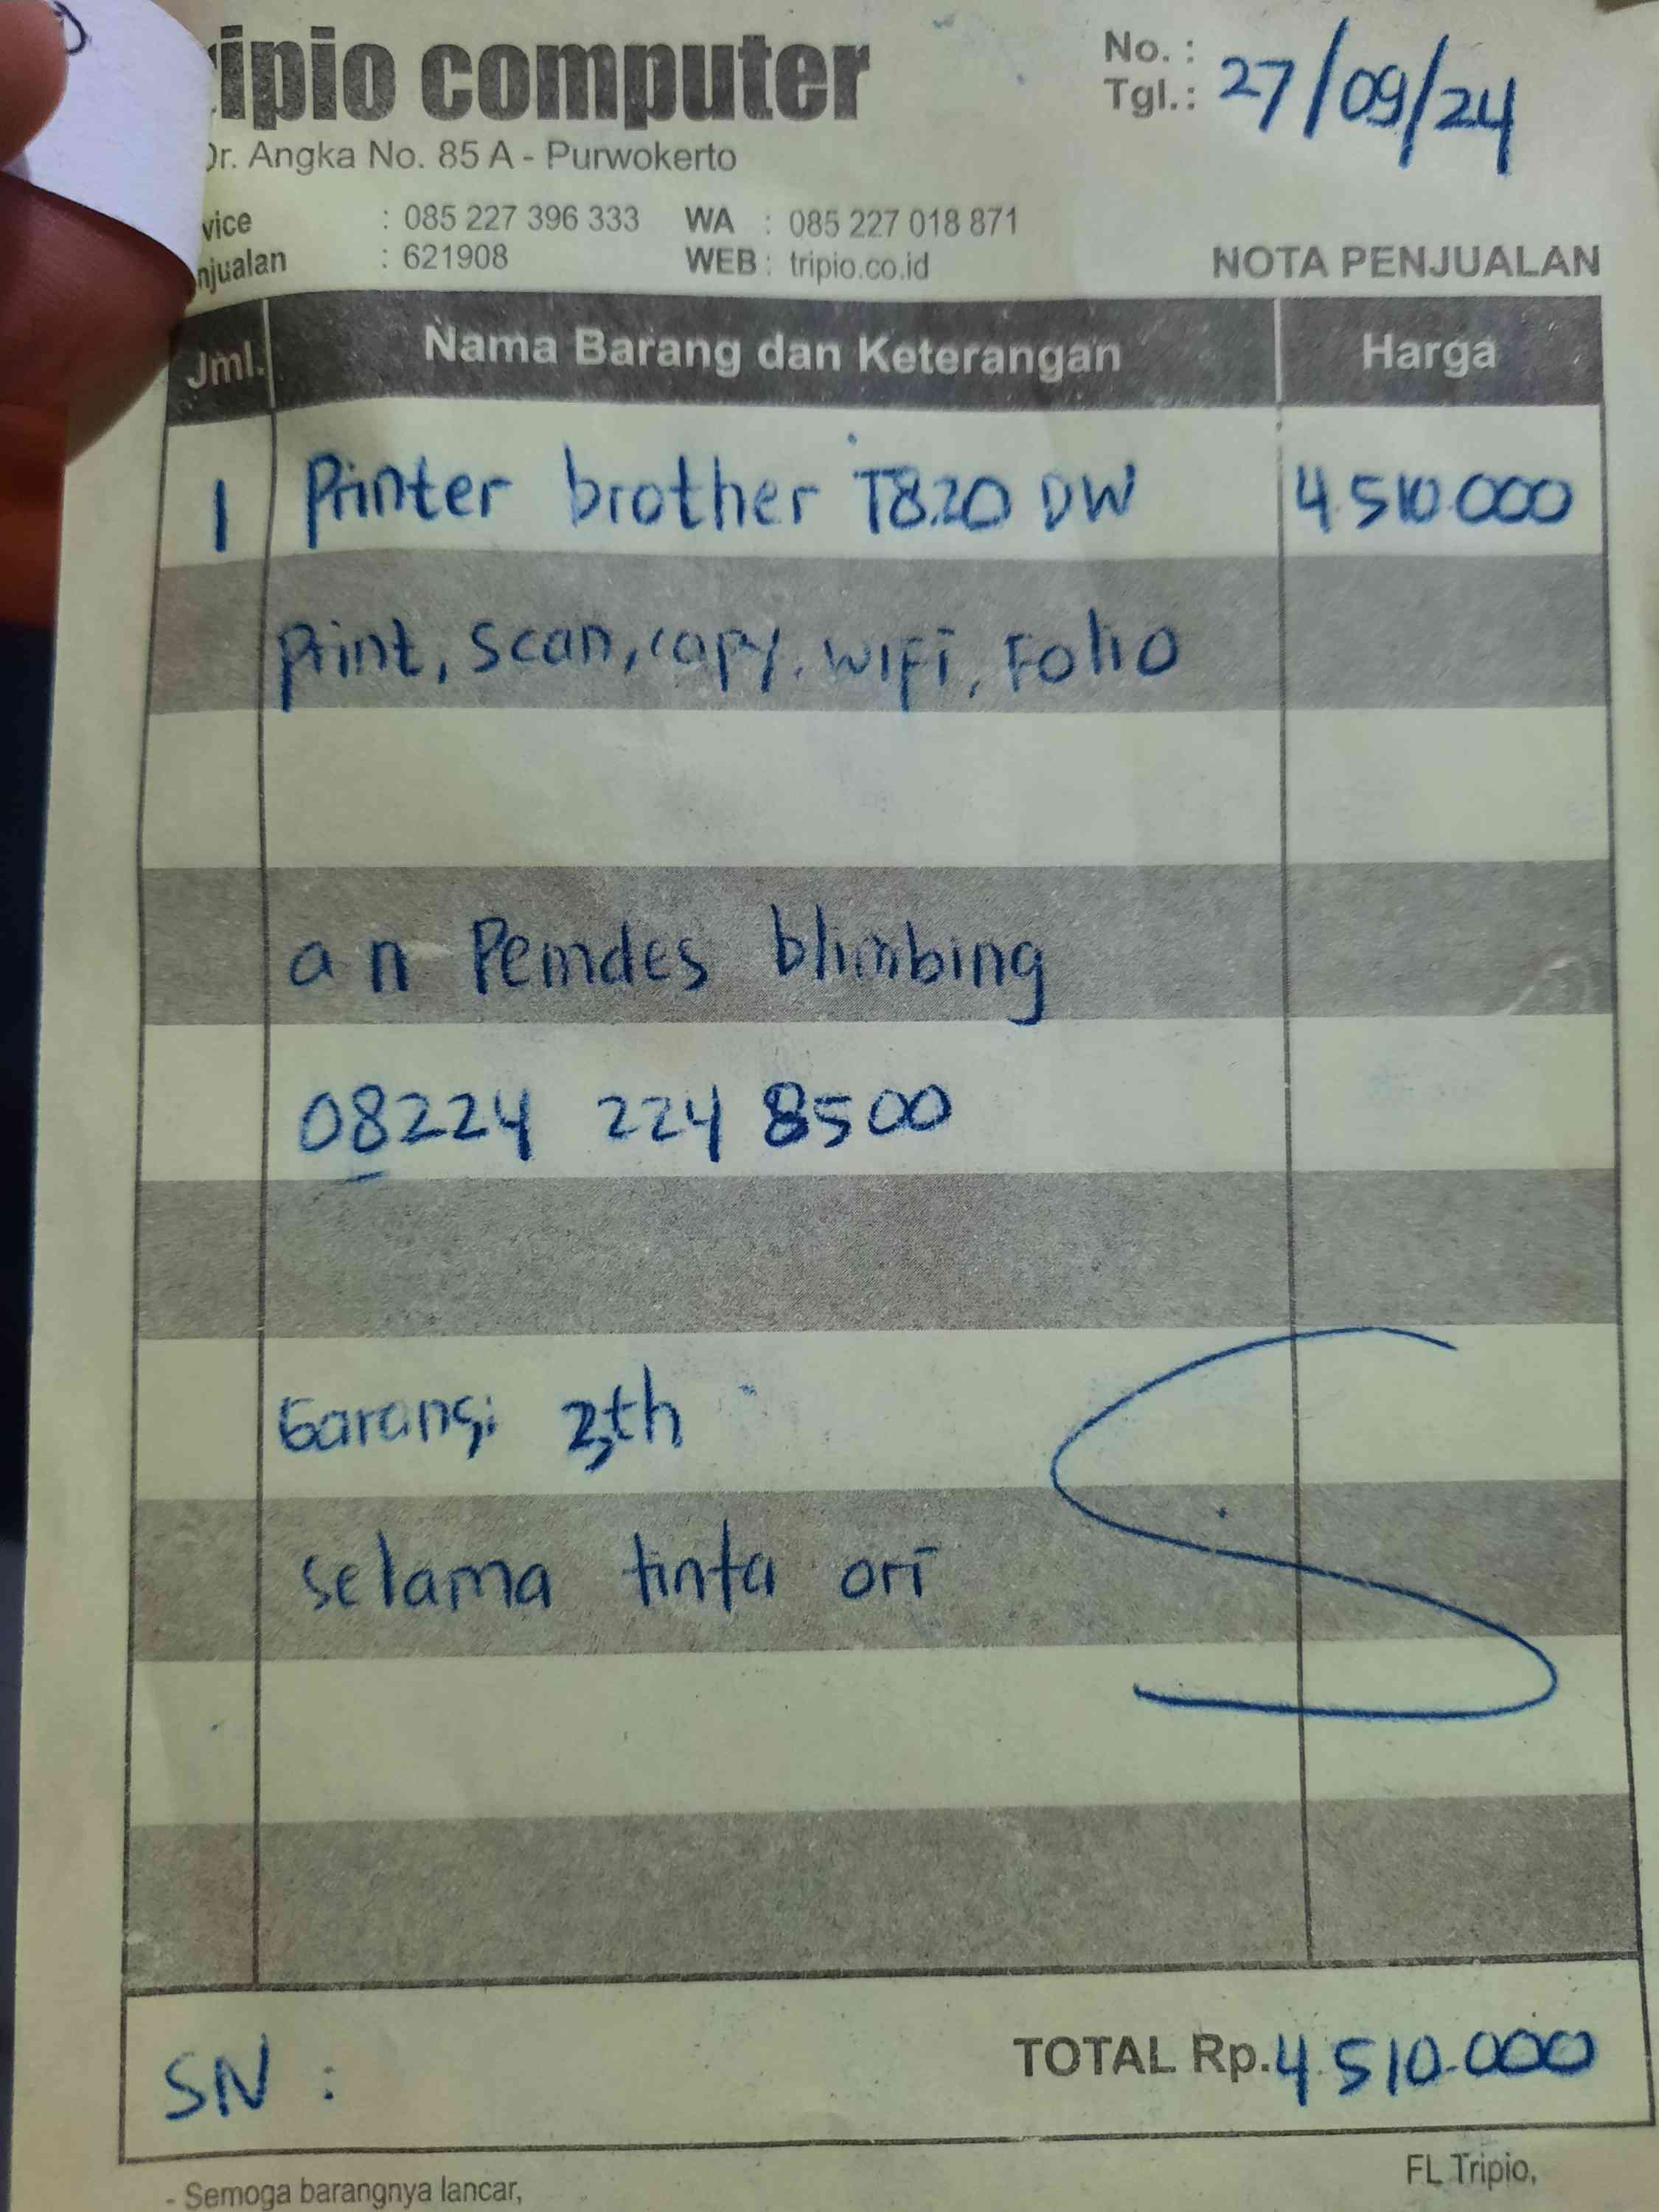 ripio computer
Dr. Angka No. 85 A - Purwokerto
vice : 085 227 396 333 WA : 085 227 018 871
njualan : 621908 WEB : tripio.co.id
No. :
Tgl. : 27/09/24
NOTA PENJUALAN
Jml. Nama Barang dan Keterangan Harga
1 Printer brother T820 DW 4.510.000
print, scan, copy, wifi, Folio
an Pemdes blimbing
08224 224 8500
Garansi 2th
selama tinta ori
SN : TOTAL Rp. 4.510.000
FL Tripio,
- Semoga barangnya lancar,